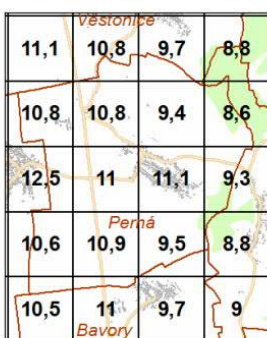 Věstonice
11,1 10,8 9,7 8,8
10,8 10,8 9,4 8,6
12,5 11 11,1 9,3
Perná
10,6 10,9 9,5 8,8
10,5 11 9,7 9
Bavory